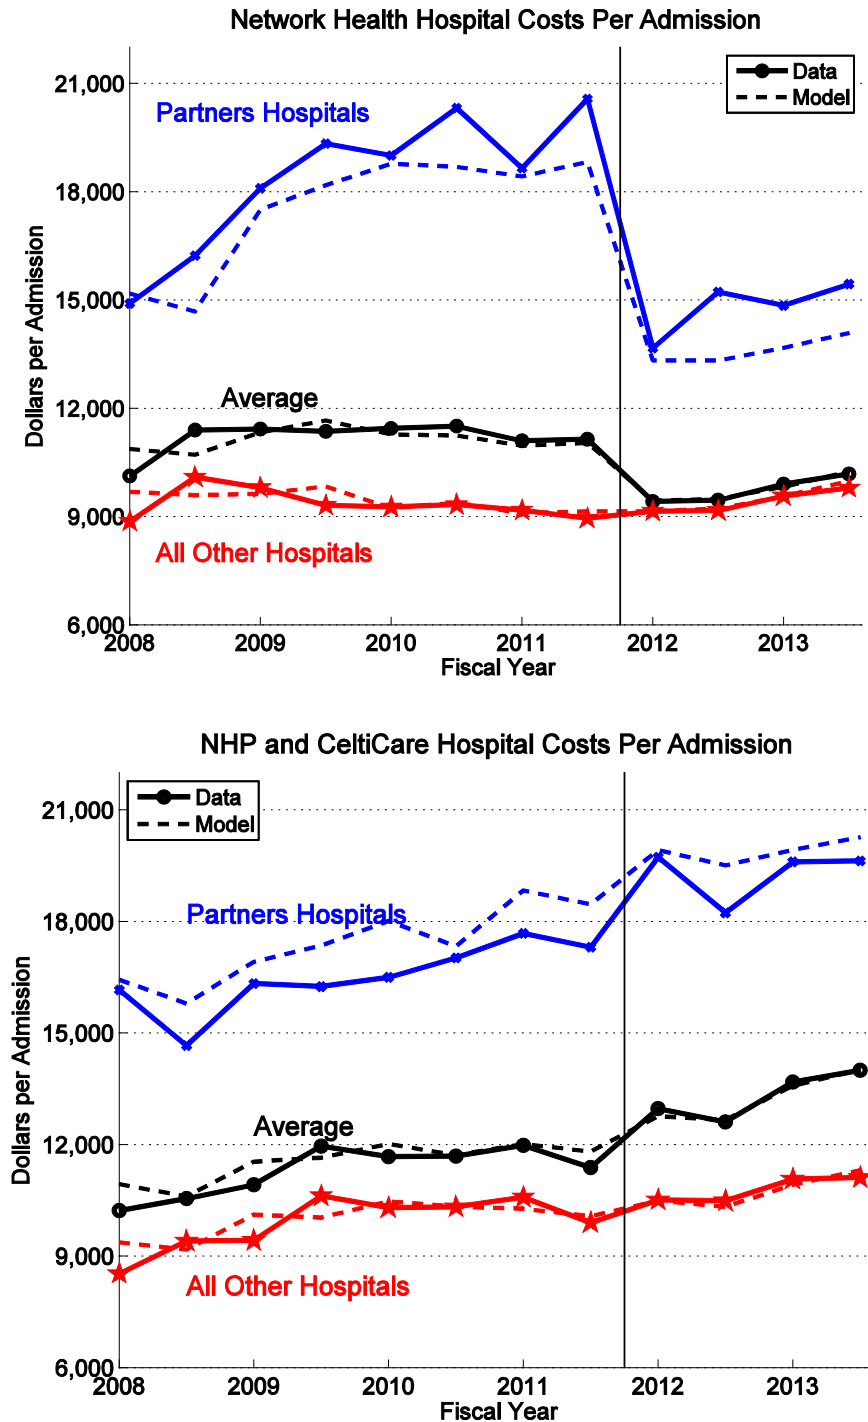 Network Health Hospital Costs Per Admission
21,000
18,000
15,000
12,000
9,000
6,000
Dollars per Admission
Data
Model
Partners Hospitals
Average
All Other Hospitals
2008 2009 2010 2011 2012 2013
Fiscal Year
NHP and CeltiCare Hospital Costs Per Admission
21,000
18,000
15,000
12,000
9,000
6,000
Dollars per Admission
Data
Model
Partners Hospitals
Average
All Other Hospitals
2008 2009 2010 2011 2012 2013
Fiscal Year